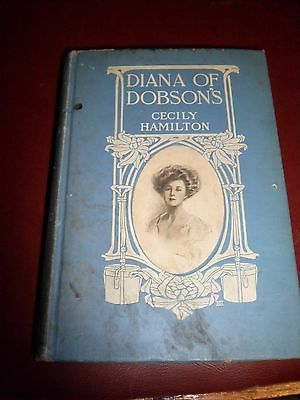 DIANA OF
DOBSON'S
CECILY
HAMILTON